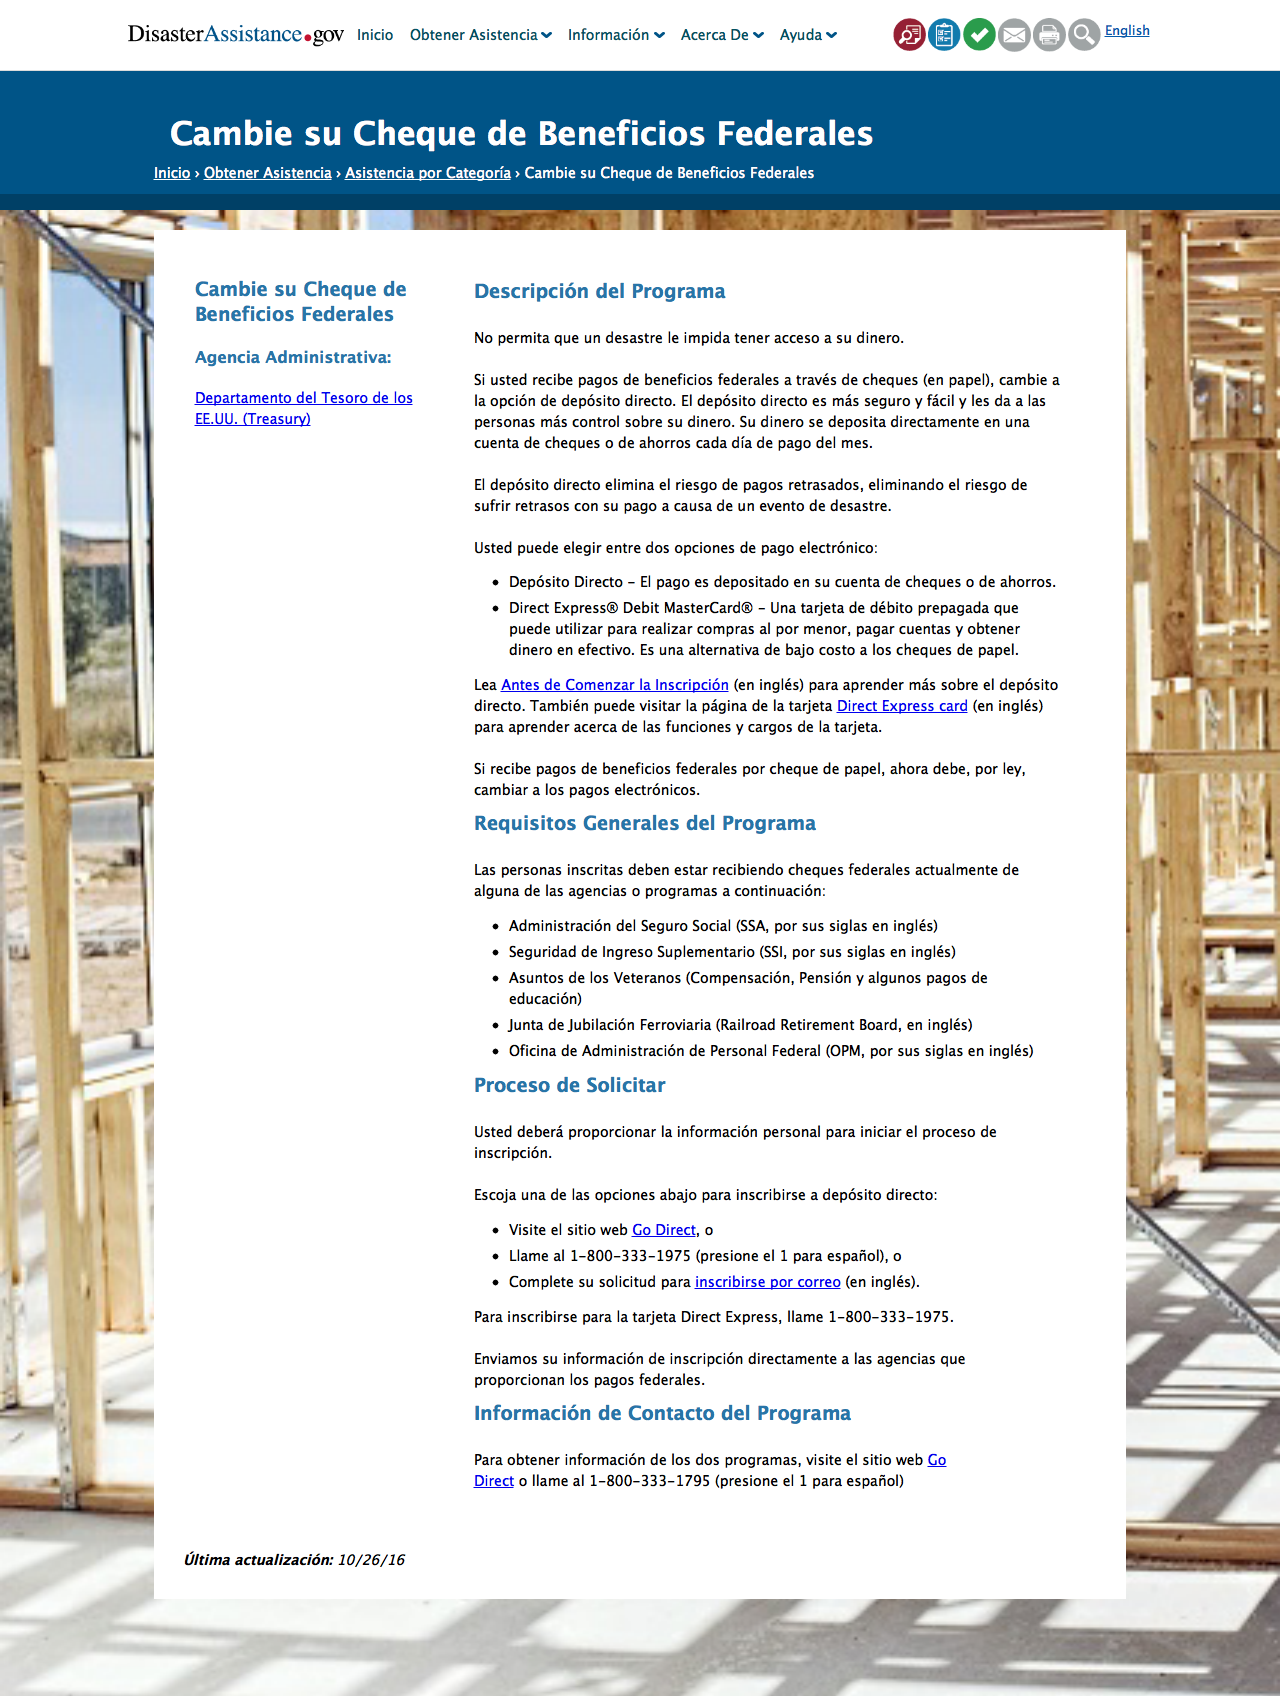 DisasterAssistance.gov Inicio Obtener Asistencia Información Acerca De Ayuda English
Cambie su Cheque de Beneficios Federales
Inicio › Obtener Asistencia › Asistencia por Categoría › Cambie su Cheque de Beneficios Federales
Cambie su Cheque de
Beneficios Federales
Agencia Administrativa:
Departamento del Tesoro de los
EE.UU. (Treasury)
Descripción del Programa
No permita que un desastre le impida tener acceso a su dinero.
Si usted recibe pagos de beneficios federales a través de cheques (en papel), cambie a
la opción de depósito directo. El depósito directo es más seguro y fácil y les da a las
personas más control sobre su dinero. Su dinero se deposita directamente en una
cuenta de cheques o de ahorros cada día de pago del mes.
El depósito directo elimina el riesgo de pagos retrasados, eliminando el riesgo de
sufrir retrasos con su pago a causa de un evento de desastre.
Usted puede elegir entre dos opciones de pago electrónico:
• Depósito Directo – El pago es depositado en su cuenta de cheques o de ahorros.
• Direct Express® Debit MasterCard® – Una tarjeta de débito prepagada que
puede utilizar para realizar compras al por menor, pagar cuentas y obtener
dinero en efectivo. Es una alternativa de bajo costo a los cheques de papel.
Lea Antes de Comenzar la Inscripción (en inglés) para aprender más sobre el depósito
directo. También puede visitar la página de la tarjeta Direct Express card (en inglés)
para aprender acerca de las funciones y cargos de la tarjeta.
Si recibe pagos de beneficios federales por cheque de papel, ahora debe, por ley,
cambiar a los pagos electrónicos.
Requisitos Generales del Programa
Las personas inscritas deben estar recibiendo cheques federales actualmente de
alguna de las agencias o programas a continuación:
• Administración del Seguro Social (SSA, por sus siglas en inglés)
• Seguridad de Ingreso Suplementario (SSI, por sus siglas en inglés)
• Asuntos de los Veteranos (Compensación, Pensión y algunos pagos de
educación)
• Junta de Jubilación Ferroviaria (Railroad Retirement Board, en inglés)
• Oficina de Administración de Personal Federal (OPM, por sus siglas en inglés)
Proceso de Solicitar
Usted deberá proporcionar la información personal para iniciar el proceso de
inscripción.
Escoja una de las opciones abajo para inscribirse a depósito directo:
• Visite el sitio web Go Direct, o
• Llame al 1-800-333-1975 (presione el 1 para español), o
• Complete su solicitud para inscribirse por correo (en inglés).
Para inscribirse para la tarjeta Direct Express, llame 1-800-333-1975.
Enviamos su información de inscripción directamente a las agencias que
proporcionan los pagos federales.
Información de Contacto del Programa
Para obtener información de los dos programas, visite el sitio web Go
Direct o llame al 1-800-333-1795 (presione el 1 para español)
Última actualización: 10/26/16